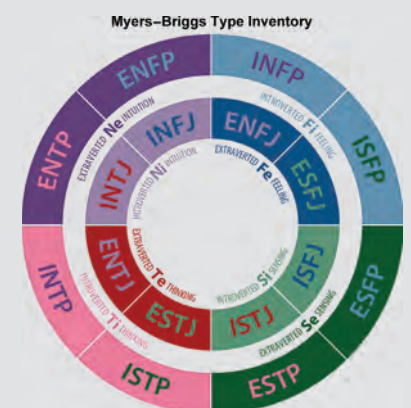 Myers–Briggs Type Inventory
ENFP
INFP
ENTP
ISFP
EXTRAVERTED Ne INTUITION
INTROVERTED Fi FEELING
INFJ
ENFJ
INTJ
ESFJ
INTROVERTED Ni INTUITION
EXTRAVERTED Fe FEELING
EXTRAVERTED Te THINKING
INTROVERTED Si SENSING
ENTJ
ISFJ
ESTJ
ISTJ
INTROVERTED Ti THINKING
EXTRAVERTED Se SENSING
INTP
ESFP
ISTP
ESTP